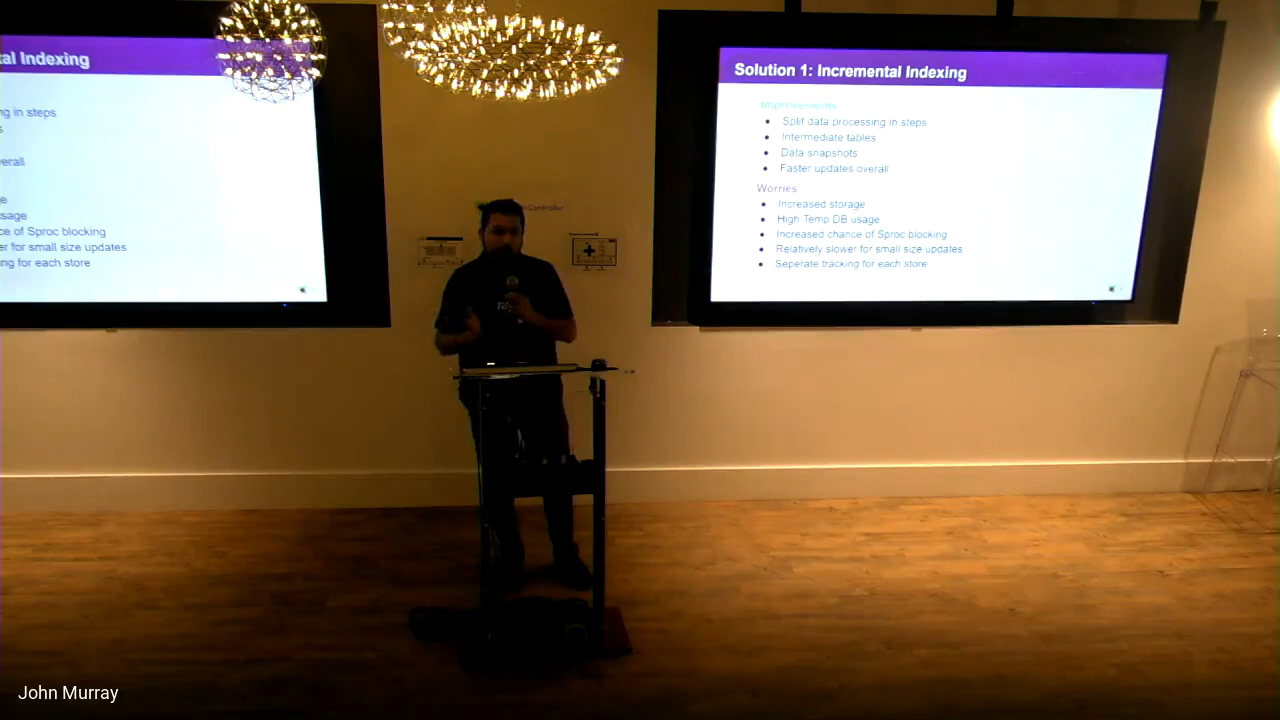 al Indexing
ng in steps
s
erall
e
sage
ce of Sproc blocking
er for small size updates
ng for each store
Solution 1: Incremental Indexing
Improvements
Split data processing in steps
Intermediate tables
Data snapshots
Faster updates overall
Worries
Increased storage
High Temp DB usage
Increased chance of Sproc blocking
Relatively slower for small size updates
Seperate tracking for each store
Controller
John Murray